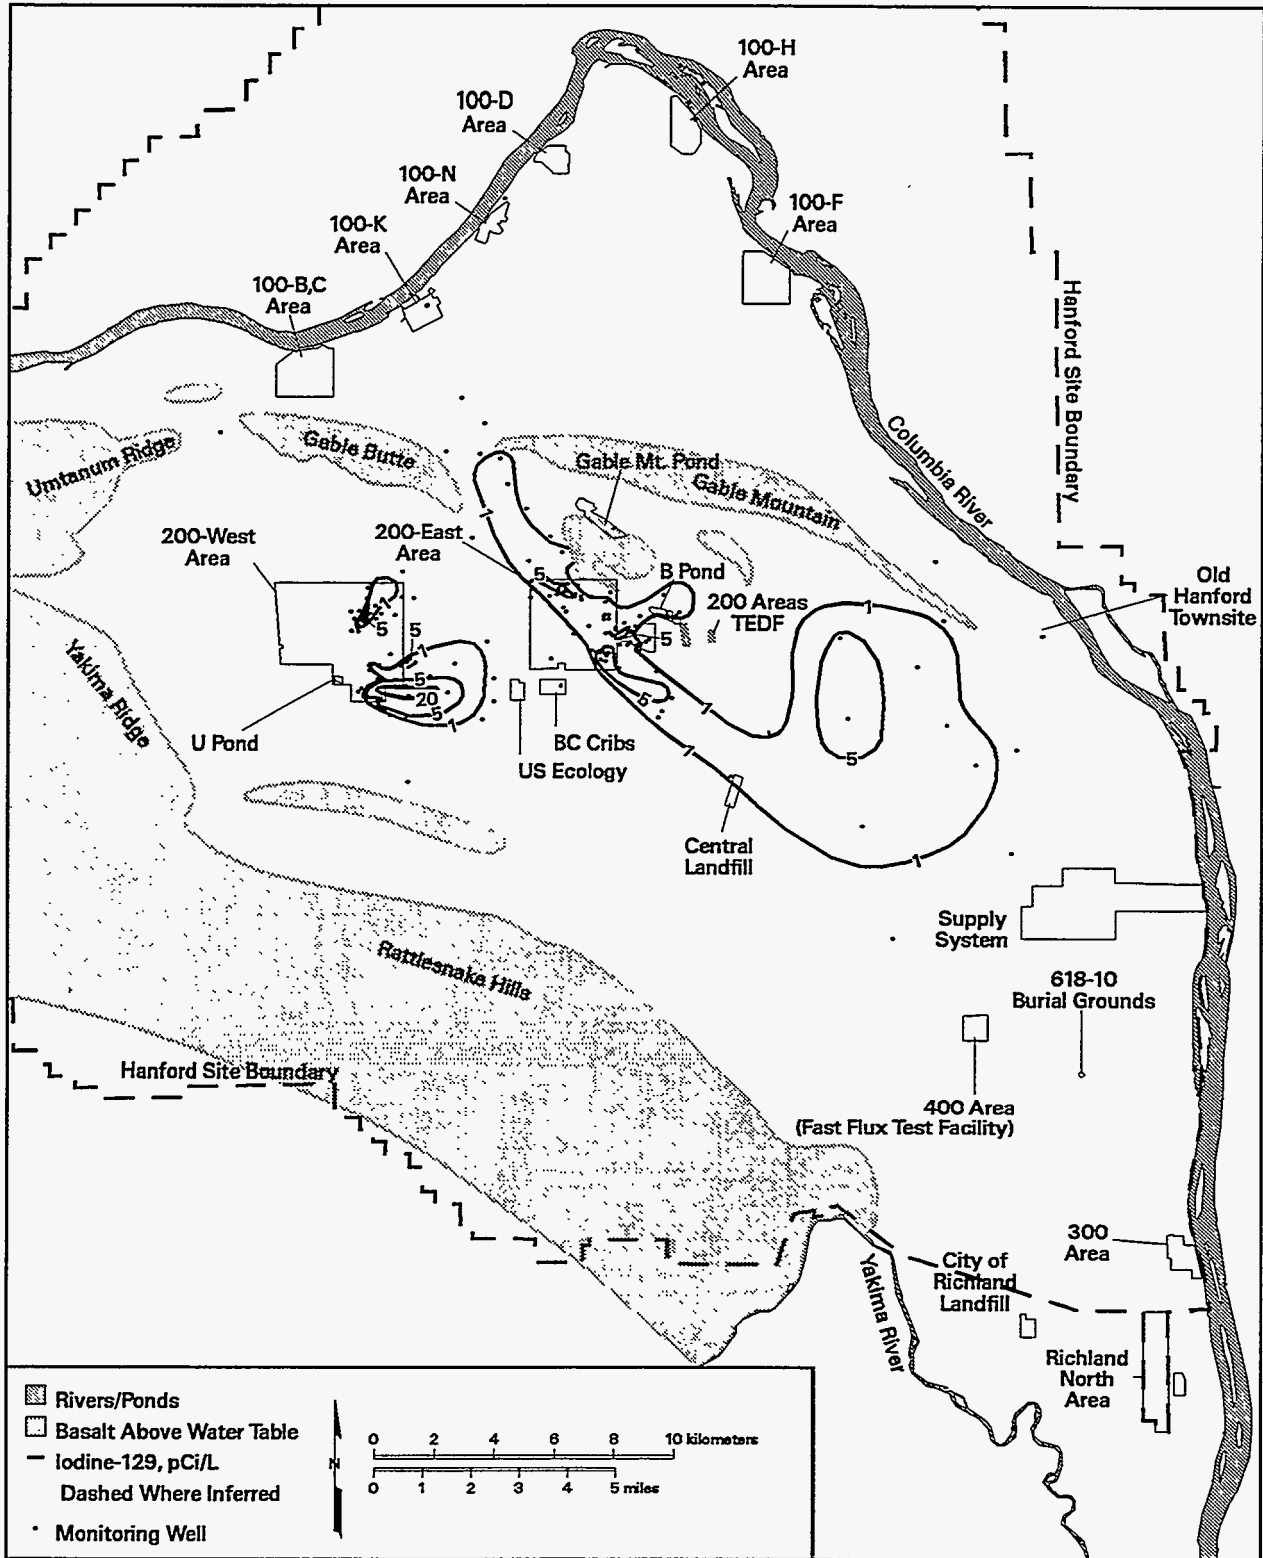 100-H
Area
100-D
Area
100-N
Area
100-F
Area
100-K
Area
100-B,C
Area
Hanford Site Boundary
Columbia River
Umtanum Ridge
Gable Butte
Gable Mt. Pond
Gable Mountain
1
200-West
Area
200-East
Area
5
B Pond
200 Areas
TEDF
Old
Hanford
Townsite
1
5
5
1
5
1
Yakima Ridge
5
20
5
1
5
1
1
5
U Pond
BC Cribs
US Ecology
Central
Landfill
1
Supply
System
Rattlesnake Hills
618-10
Burial Grounds
Hanford Site Boundary
400 Area
(Fast Flux Test Facility)
300
Area
City of
Richland
Landfill
Yakima River
Richland
North
Area
Rivers/Ponds
Basalt Above Water Table
Iodine-129, pCi/L
Dashed Where Inferred
Monitoring Well
N
0 2 4 6 8 10 kilometers
0 1 2 3 4 5 miles